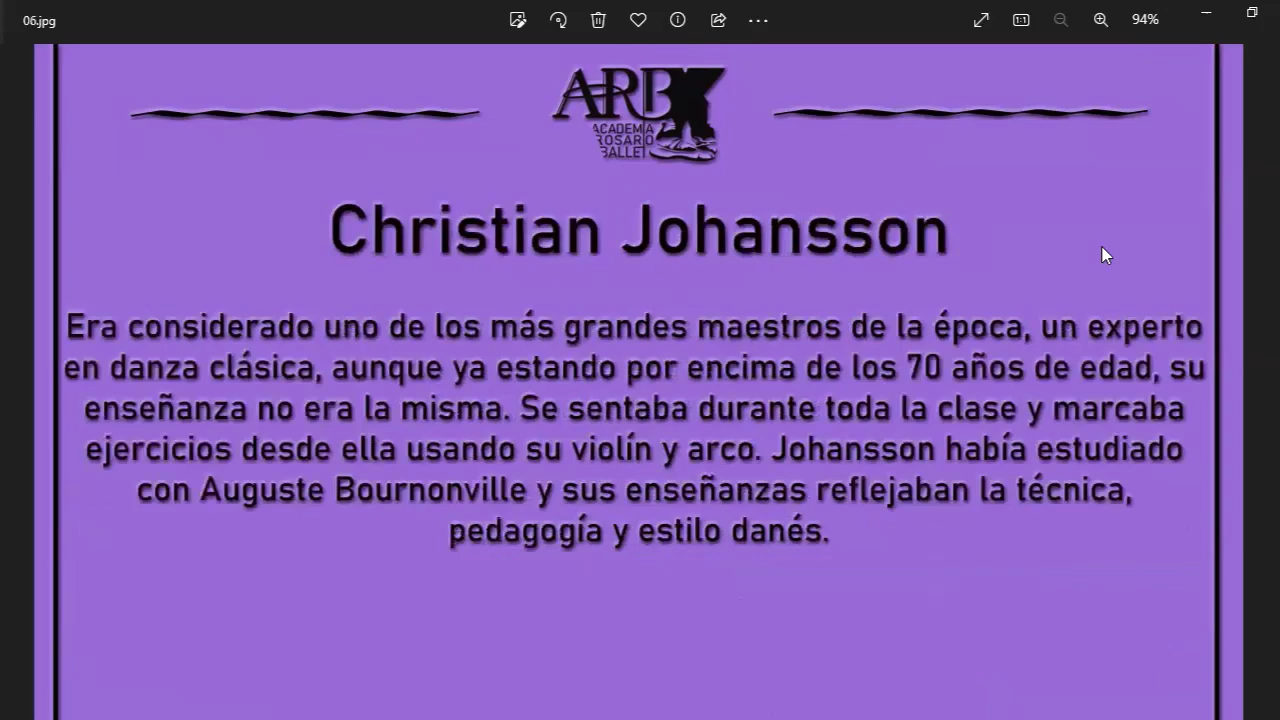 06.jpg
94%
ARB
ACADEMIA
ROSARIO
BALLET
Christian Johansson
Era considerado uno de los más grandes maestros de la época, un experto
en danza clásica, aunque ya estando por encima de los 70 años de edad, su
enseñanza no era la misma. Se sentaba durante toda la clase y marcaba
ejercicios desde ella usando su violín y arco. Johansson había estudiado
con Auguste Bournonville y sus enseñanzas reflejaban la técnica,
pedagogía y estilo danés.